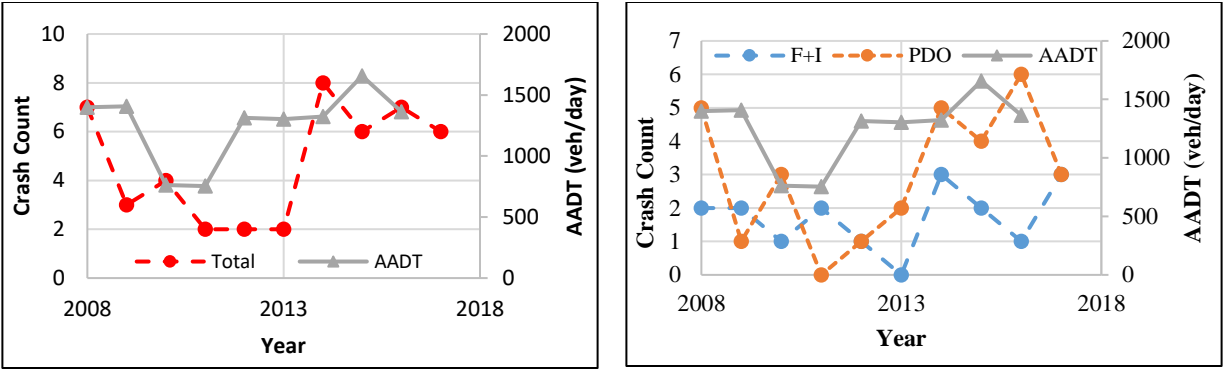 10
8
6
4
2
0
Crash Count
2000
1500
1000
500
0
AADT (veh/day)
Total AADT
2008 2013 2018
Year
7
6
5
4
3
2
1
0
Crash Count
F+I PDO AADT
2000
1500
1000
500
0
AADT (veh/day)
2008 2013 2018
Year